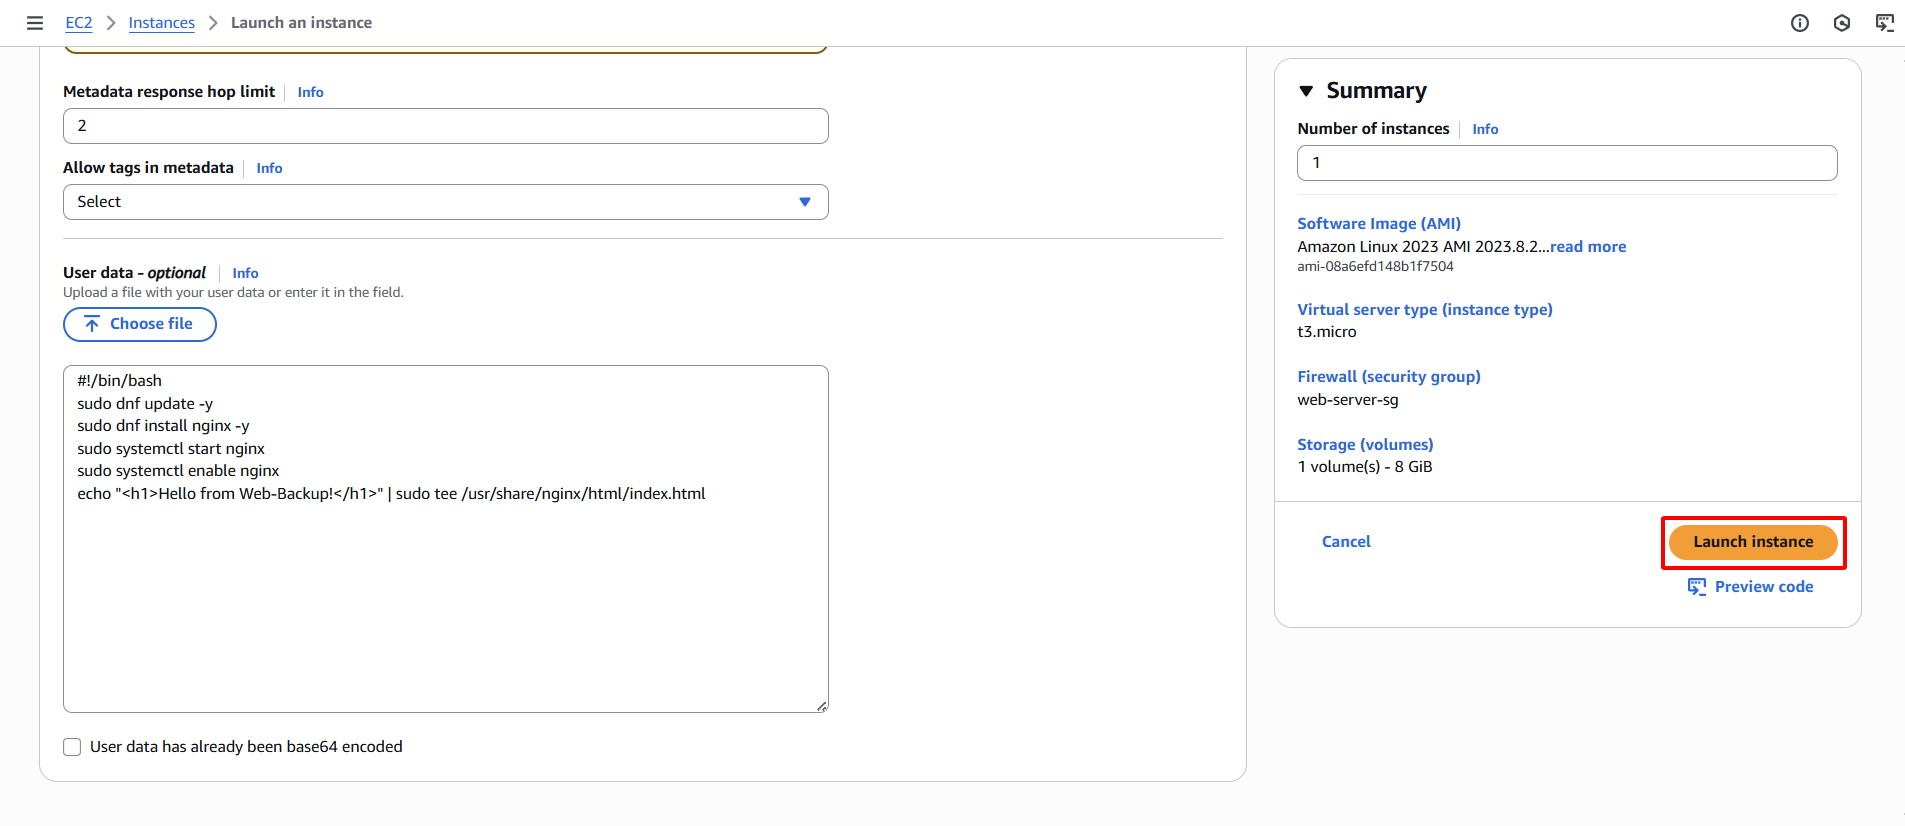 EC2 Instances Launch an instance
Metadata response hop limit Info
2
Allow tags in metadata Info
Select
User data - optional Info
Upload a file with your user data or enter it in the field.
Choose file
#!/bin/bash
sudo dnf update -y
sudo dnf install nginx -y
sudo systemctl start nginx
sudo systemctl enable nginx
echo "<h1>Hello from Web-Backup!</h1>" | sudo tee /usr/share/nginx/html/index.html
User data has already been base64 encoded
Summary
Number of instances Info
1
Software Image (AMI)
Amazon Linux 2023 AMI 2023.8.2...read more
ami-08a6efd148b1f7504
Virtual server type (instance type)
t3.micro
Firewall (security group)
web-server-sg
Storage (volumes)
1 volume(s) - 8 GiB
Cancel
Launch instance
Preview code